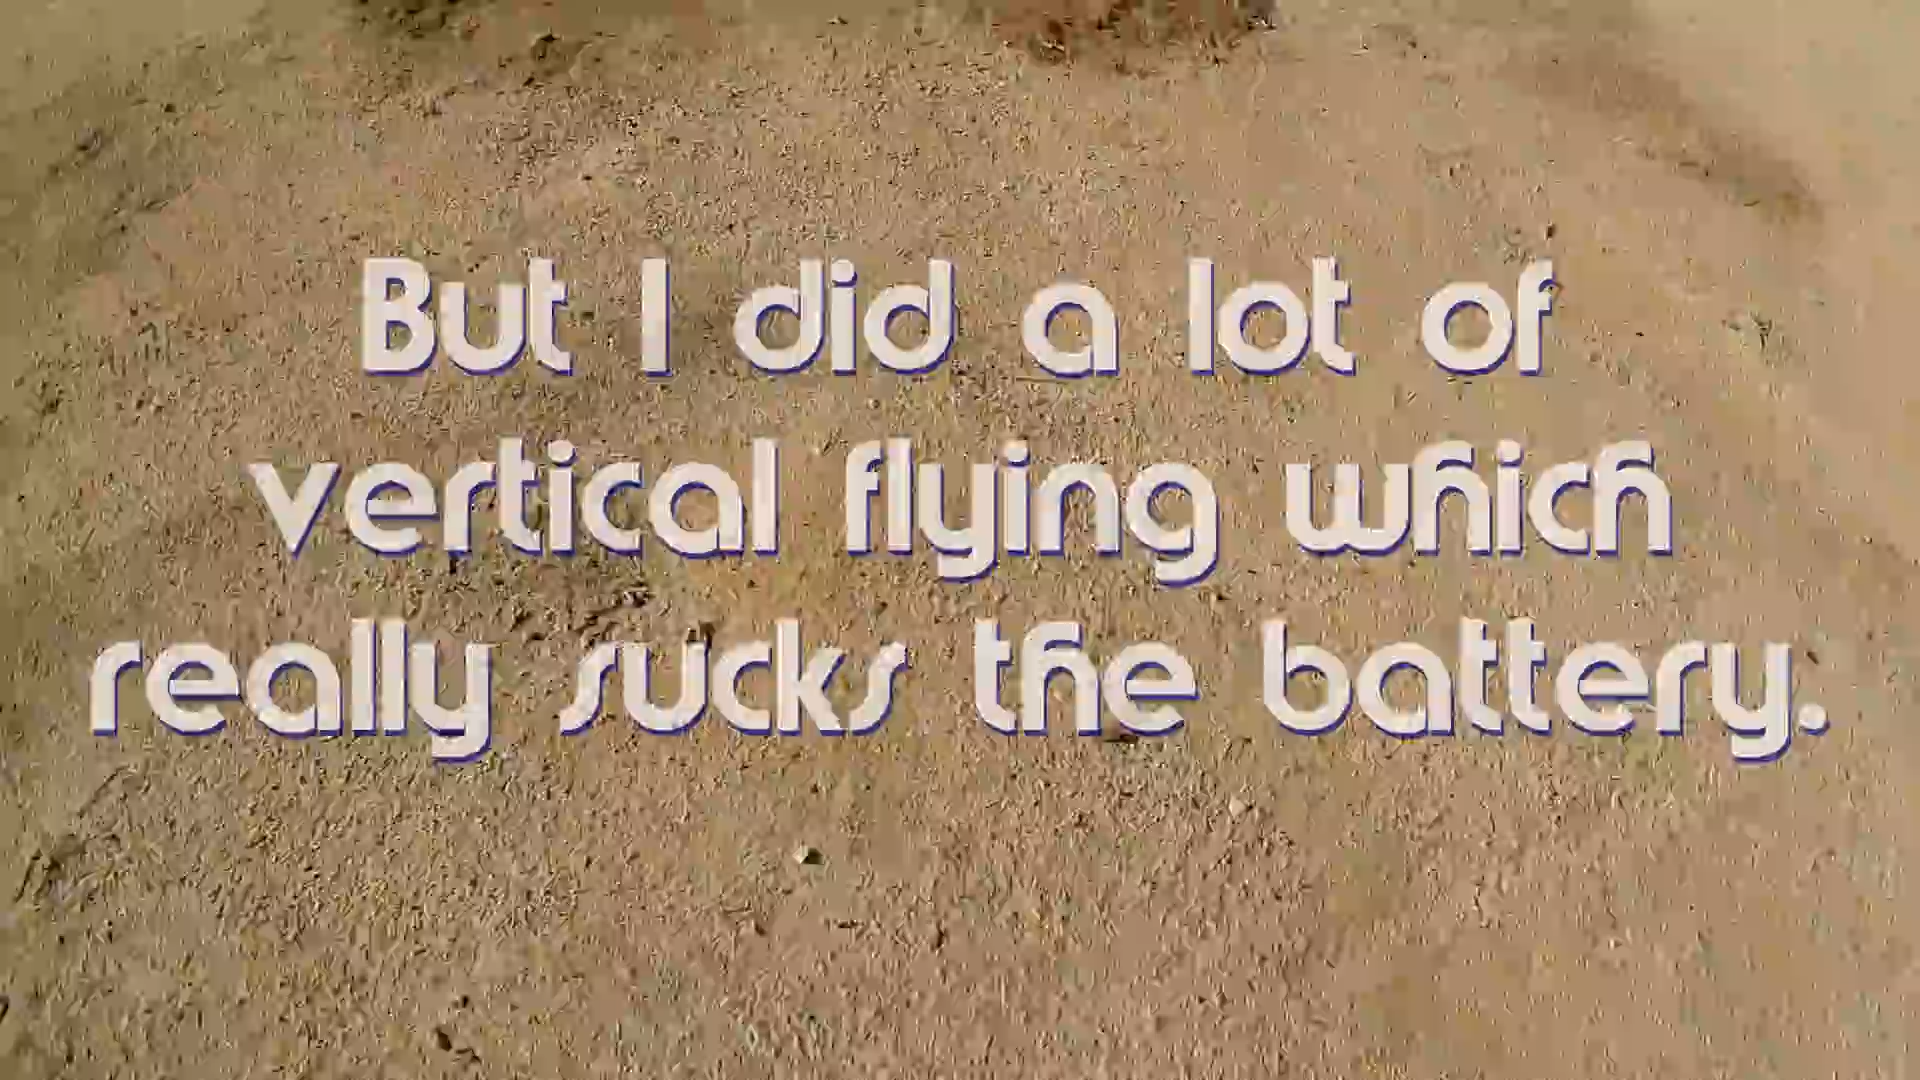 But I did a lot of
vertical flying which
really sucks the battery.